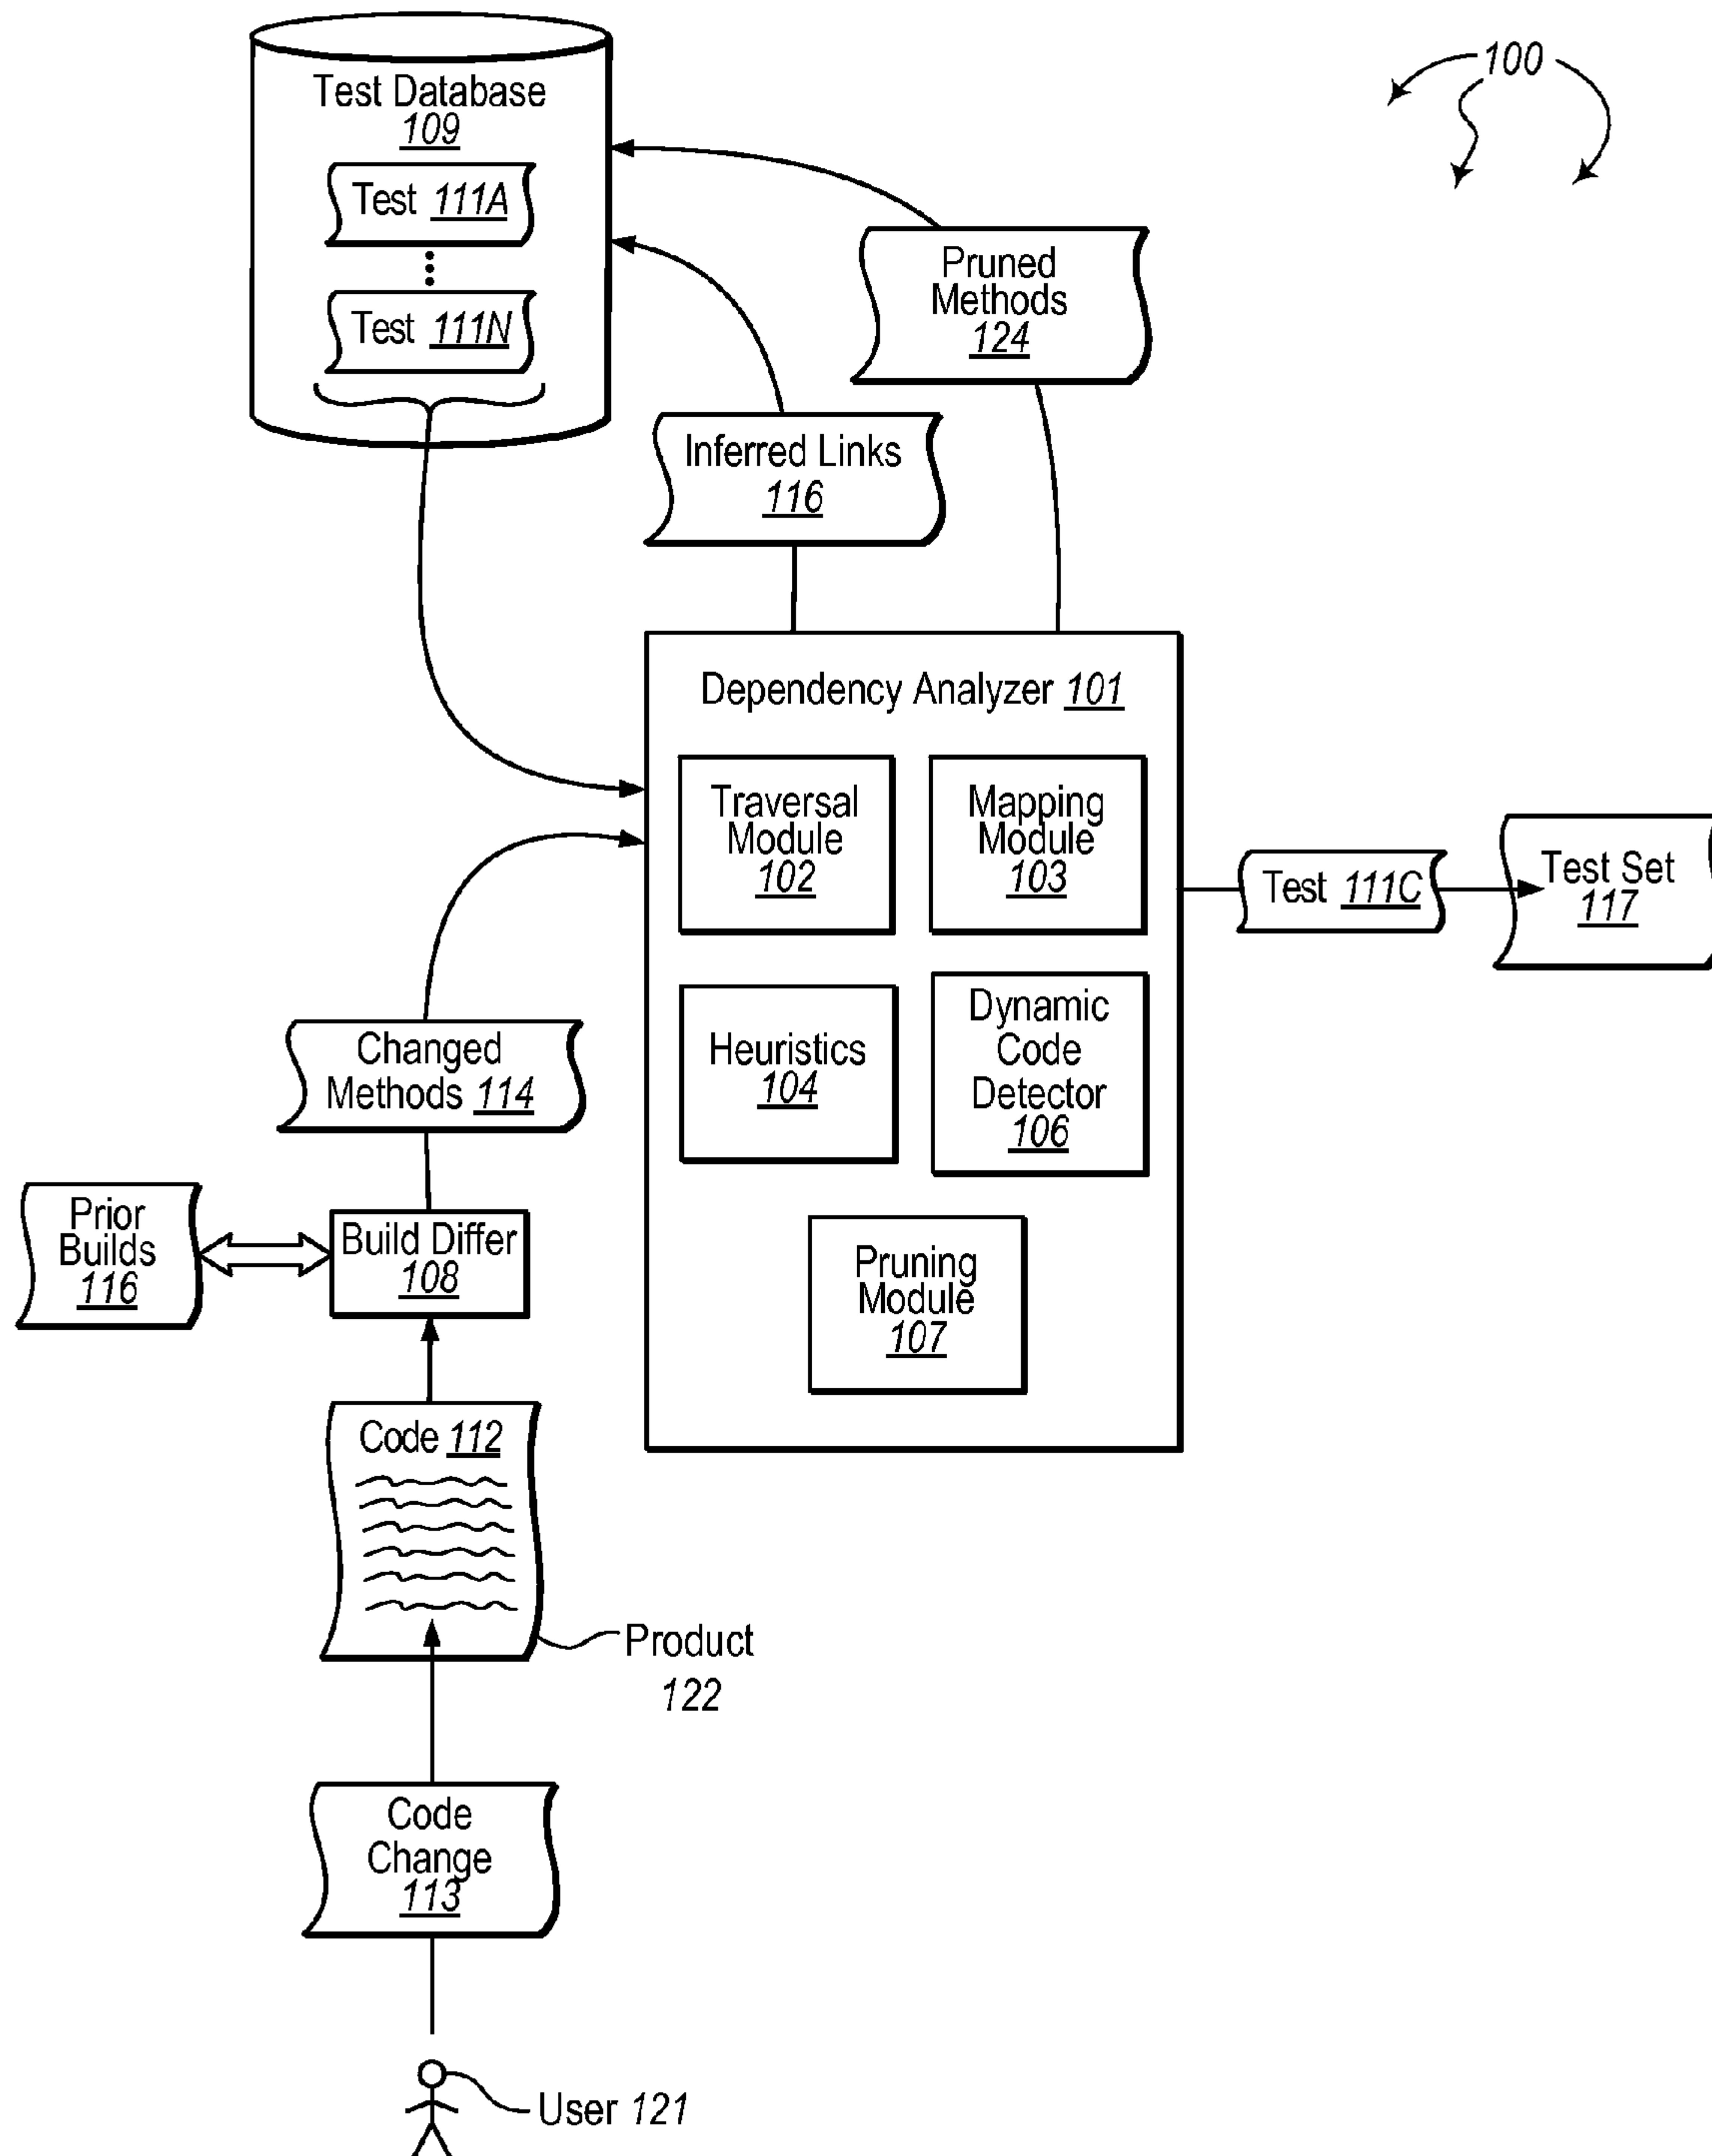 100
Test Database
109
Test 111A
Test 111N
Pruned
Methods
124
Inferred Links
116
Dependency Analyzer 101
Traversal
Module
102
Mapping
Module
103
Heuristics
104
Dynamic
Code
Detector
106
Pruning
Module
107
Test 111C
Test Set
117
Changed
Methods 114
Prior
Builds
116
Build Differ
108
Code 112
Product
122
Code
Change
113
User 121